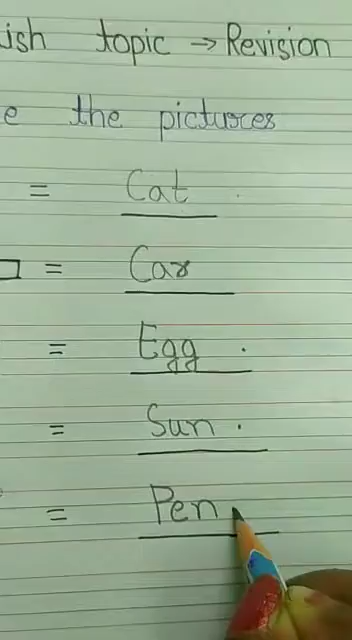 ish topic → Revision
e the pictures
= Cat .
= Car
= Egg .
= Sun .
= Pen .